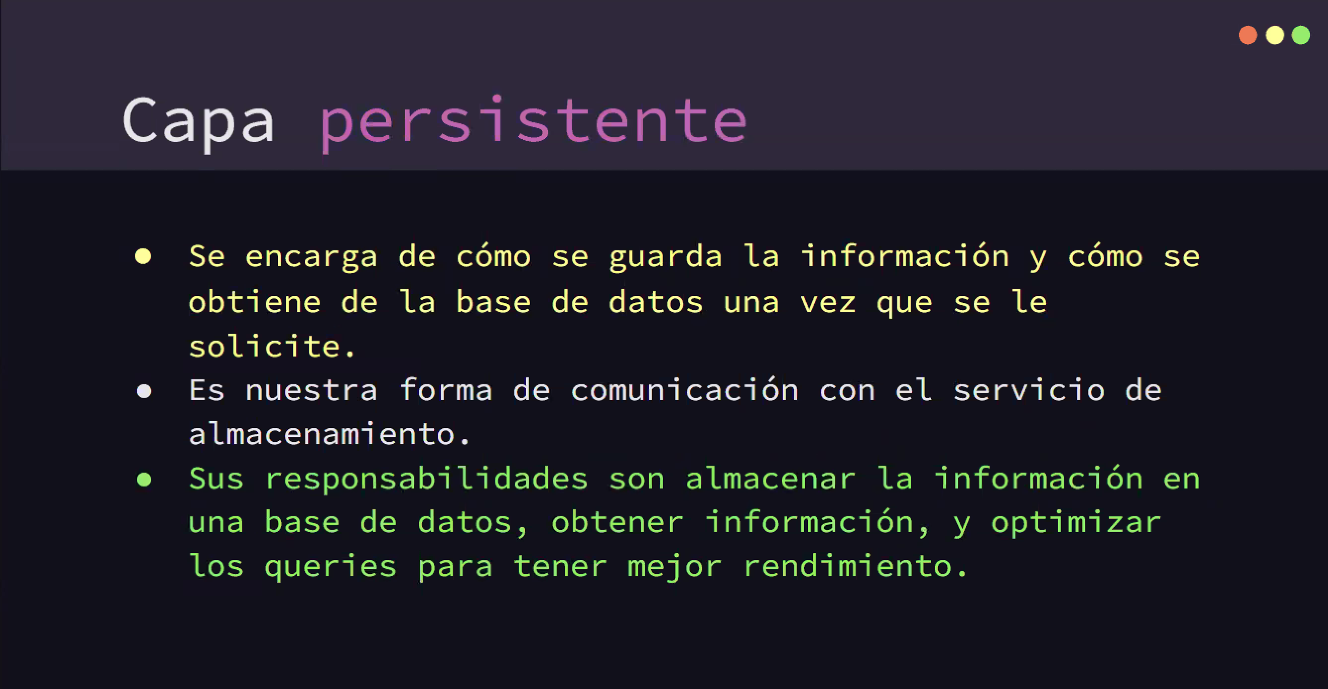 Capa persistente
● Se encarga de cómo se guarda la información y cómo se
obtiene de la base de datos una vez que se le
solicite.
● Es nuestra forma de comunicación con el servicio de
almacenamiento.
● Sus responsabilidades son almacenar la información en
una base de datos, obtener información, y optimizar
los queries para tener mejor rendimiento.